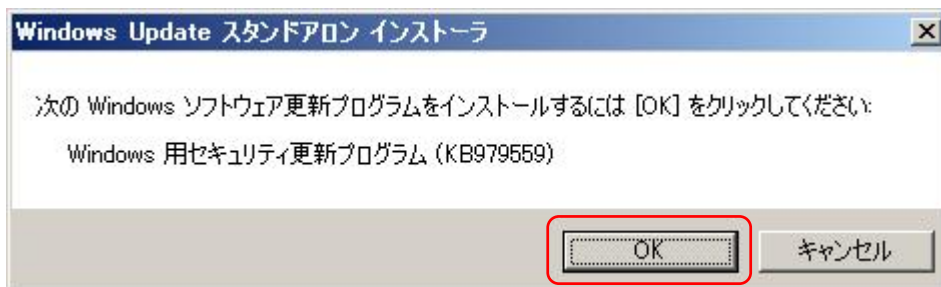 Windows Update スタンドアロン インストーラ
次の Windows ソフトウェア更新プログラムをインストールするには [OK] をクリックしてください:
Windows 用セキュリティ更新プログラム (KB979559)
OK キャンセル